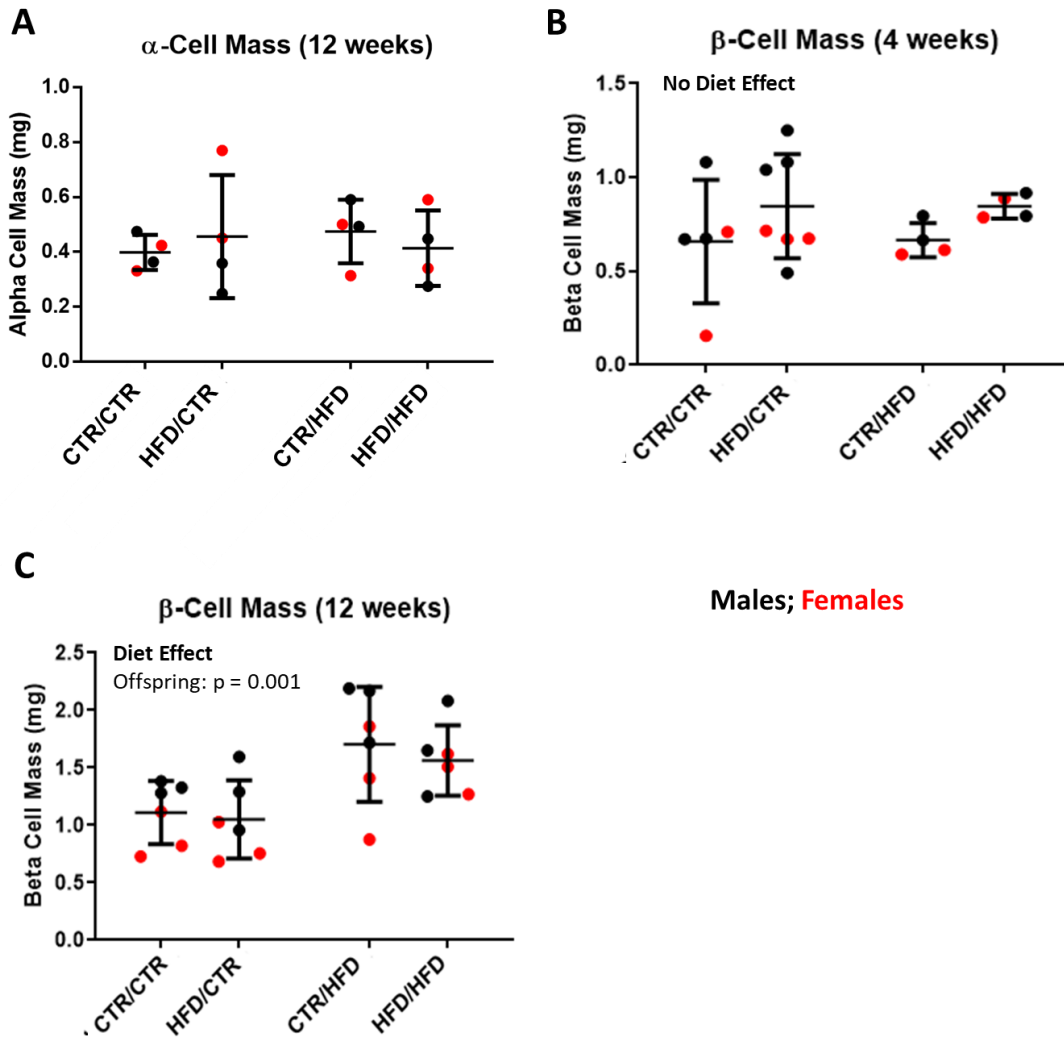 A
α-Cell Mass (12 weeks)
Alpha Cell Mass (mg)
1.0
0.8
0.6
0.4
0.2
0.0
CTR/CTR
HFD/CTR
CTR/HFD
HFD/HFD
B
β-Cell Mass (4 weeks)
No Diet Effect
Beta Cell Mass (mg)
1.5
1.0
0.5
0.0
CTR/CTR
HFD/CTR
CTR/HFD
HFD/HFD
C
β-Cell Mass (12 weeks)
Diet Effect
Offspring: p = 0.001
Beta Cell Mass (mg)
2.5
2.0
1.5
1.0
0.5
0.0
CTR/CTR
HFD/CTR
CTR/HFD
HFD/HFD
Males; Females